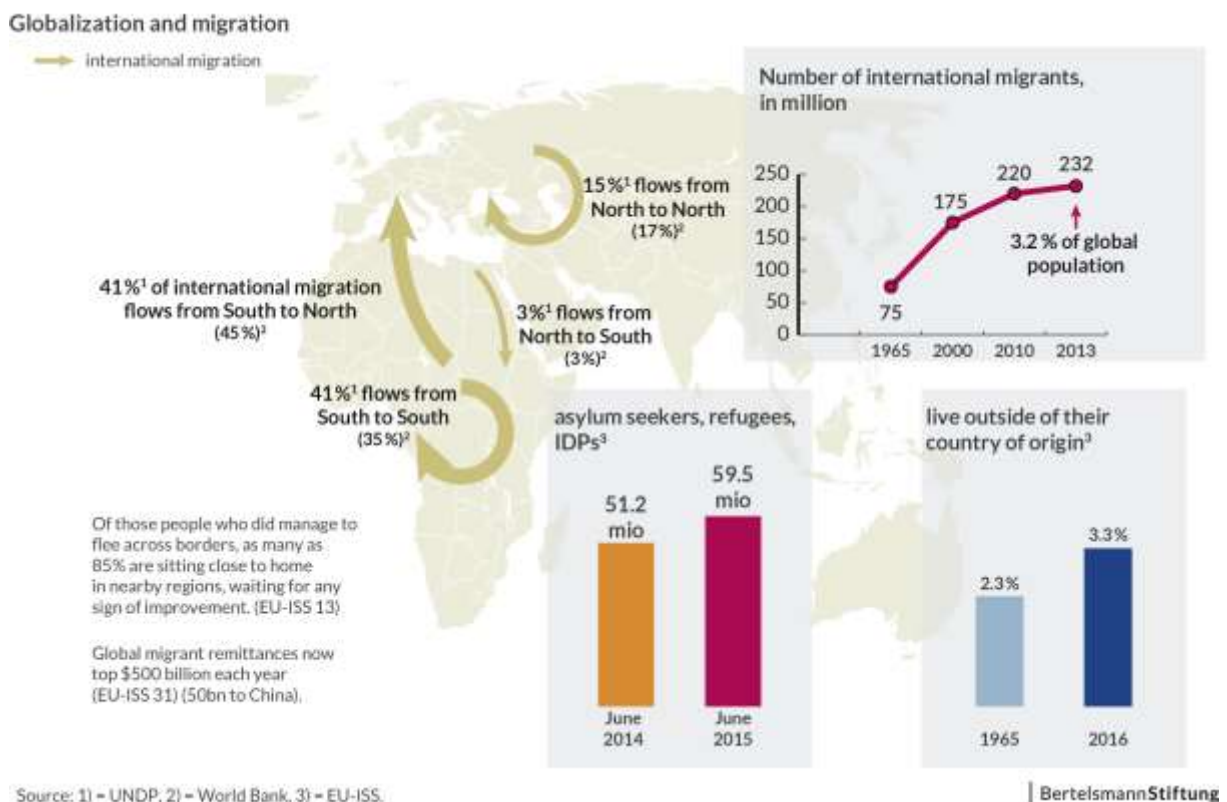 Globalization and migration
international migration
15%¹ flows from
North to North
(17%)²
41%¹ of international migration
flows from South to North
(45%)²
3%¹ flows from
North to South
(3%)²
41%¹ flows from
South to South
(35%)²
Number of international migrants,
in million
250
200
150
100
50
0
75
175
220
232
3.2% of global
population
1965 2000 2010 2013
asylum seekers, refugees,
IDPs³
51.2
mio
59.5
mio
June
2014
June
2015
live outside of their
country of origin³
2.3%
3.3%
1965 2016
Of those people who did manage to
flee across borders, as many as
85% are sitting close to home
in nearby regions, waiting for any
sign of improvement. (EU-ISS 13)
Global migrant remittances now
top $500 billion each year
(EU-ISS 31) (50bn to China).
Source: 1) = UNDP, 2) = World Bank, 3) = EU-ISS.
BertelsmannStiftung